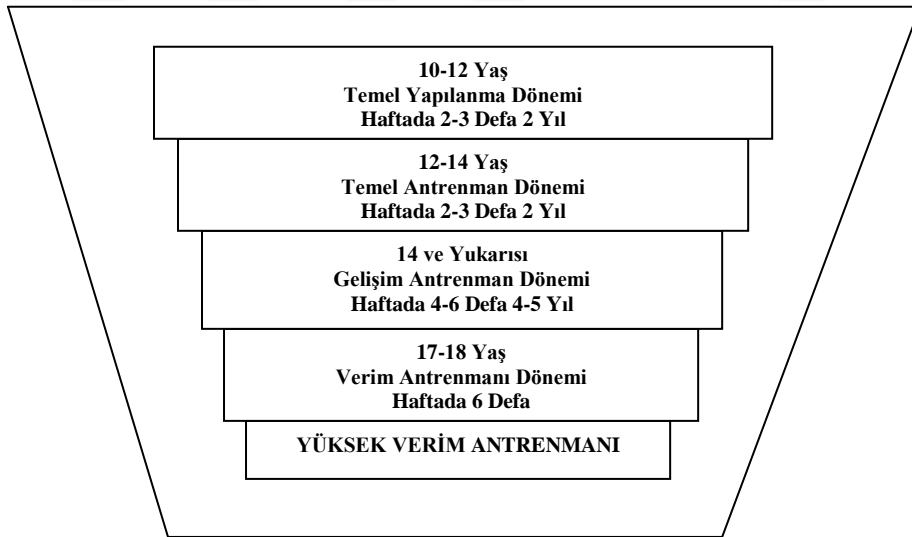 10-12 Yaş
Temel Yapılanma Dönemi
Haftada 2-3 Defa 2 Yıl
12-14 Yaş
Temel Antrenman Dönemi
Haftada 2-3 Defa 2 Yıl
14 ve Yukarısı
Gelişim Antrenman Dönemi
Haftada 4-6 Defa 4-5 Yıl
17-18 Yaş
Verim Antrenmanı Dönemi
Haftada 6 Defa
YÜKSEK VERİM ANTRENMANI